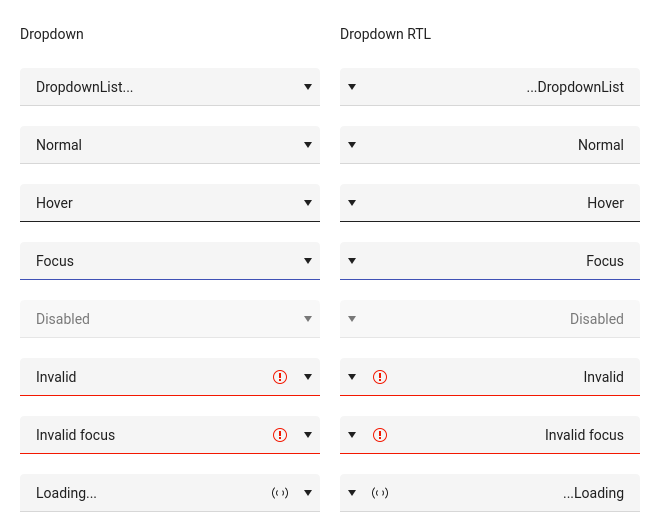 Dropdown
Dropdown RTL
DropdownList...
...DropdownList
Normal
Normal
Hover
Hover
Focus
Focus
Disabled
Disabled
Invalid
Invalid
Invalid focus
Invalid focus
Loading...
...Loading